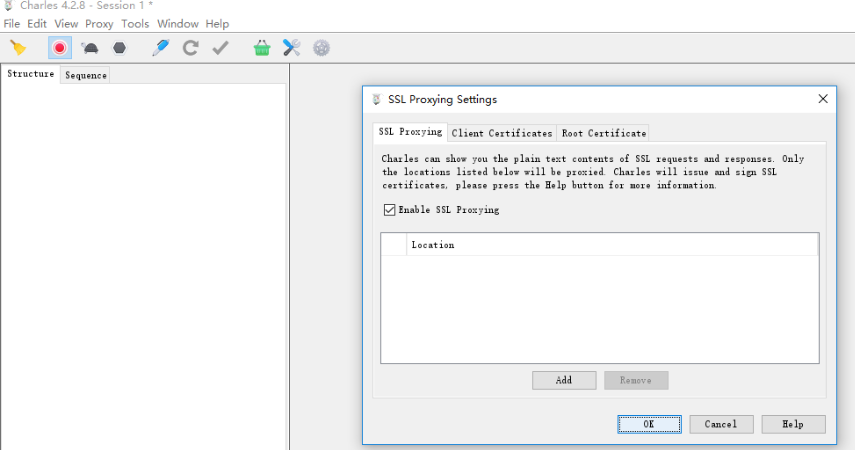 Charles 4.2.8 - Session 1 *
File Edit View Proxy Tools Window Help
Structure Sequence
SSL Proxying Settings
SSL Proxying Client Certificates Root Certificate
Charles can show you the plain text contents of SSL requests and responses. Only
the locations listed below will be proxied. Charles will issue and sign SSL
certificates, please press the Help button for more information.
Enable SSL Proxying
Location
Add Remove
OK Cancel Help